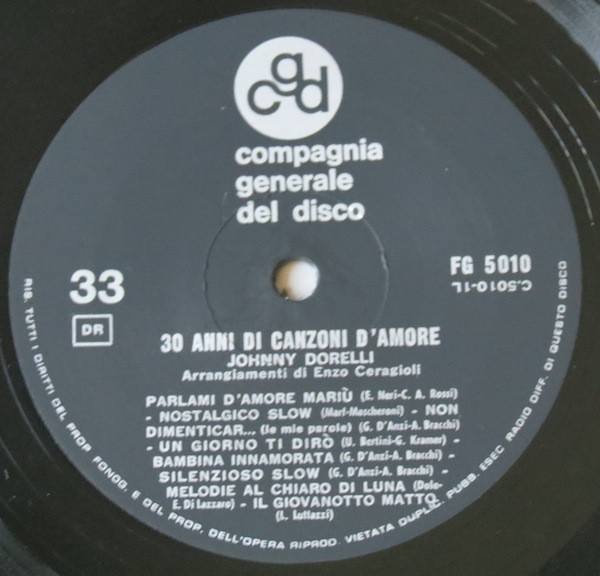 cgd
compagnia
generale
del disco
33
DR
FG 5010
C.5010-1L
30 ANNI DI CANZONI D'AMORE
JOHNNY DORELLI
Arrangiamenti di Enzo Ceragioli
PARLAMI D'AMORE MARIÙ (E. Neri-C. A. Rossi)
- NOSTALGICO SLOW (Marf-Mascheroni) - NON
DIMENTICAR... (le mie parole) (G. D'Anzi-A. Bracchi)
- UN GIORNO TI DIRÒ (U. Bertini-G. Kramer) -
BAMBINA INNAMORATA (G. D'Anzi-A. Bracchi) -
SILENZIOSO SLOW (G. D'Anzi-A. Bracchi) -
MELODIE AL CHIARO DI LUNA (Dole-
E. Di Lazzaro) - IL GIOVANOTTO MATTO
(L. Luttazzi)
RIS. TUTTI I DIRITTI DEL PROP. FONOG. E DEL PROP. DELL'OPERA RIPROD. VIETATA DUPLIC. PUBB. ESEC RADIO DIFF. DI QUESTO DISCO